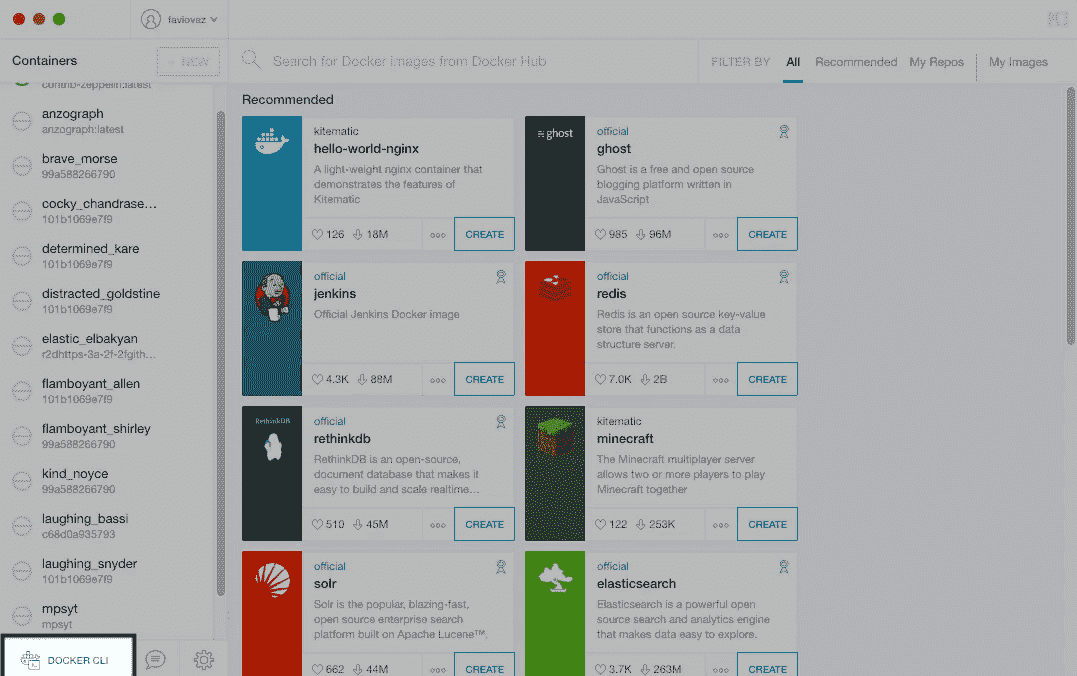 faviovaz
Containers
+ NEW
Search for Docker images from Docker Hub
FILTER BY
All
Recommended
My Repos
My Images
contrib-zeppelin:latest
anzograph
anzograph:latest
brave_morse
99a588266790
cocky_chandrase…
101b1069e7f9
determined_kare
101b1069e7f9
distracted_goldstine
101b1069e7f9
elastic_elbakyan
r2dhttps-3a-2f-2fgith…
flamboyant_allen
101b1069e7f9
flamboyant_shirley
99a588266790
kind_noyce
99a588266790
laughing_bassi
c68d0a935793
laughing_snyder
101b1069e7f9
mpsyt
mpsyt
DOCKER CLI
Recommended
kitematic
hello-world-nginx
A light-weight nginx container that
demonstrates the features of
Kitematic
126
18M
CREATE
ghost
official
ghost
Ghost is a free and open source
blogging platform written in
JavaScript
985
96M
CREATE
official
jenkins
Official Jenkins Docker image
4.3K
88M
CREATE
official
redis
Redis is an open source key-value
store that functions as a data
structure server.
7.0K
2B
CREATE
RethinkDB
official
rethinkdb
RethinkDB is an open-source,
document database that makes it
easy to build and scale realtime…
510
45M
CREATE
kitematic
minecraft
The Minecraft multiplayer server
allows two or more players to play
Minecraft together
122
253K
CREATE
official
solr
Solr is the popular, blazing-fast,
open source enterprise search
platform built on Apache Lucene™.
662
44M
CREATE
official
elasticsearch
Elasticsearch is a powerful open
source search and analytics engine
that makes data easy to explore.
3.7K
263M
CREATE